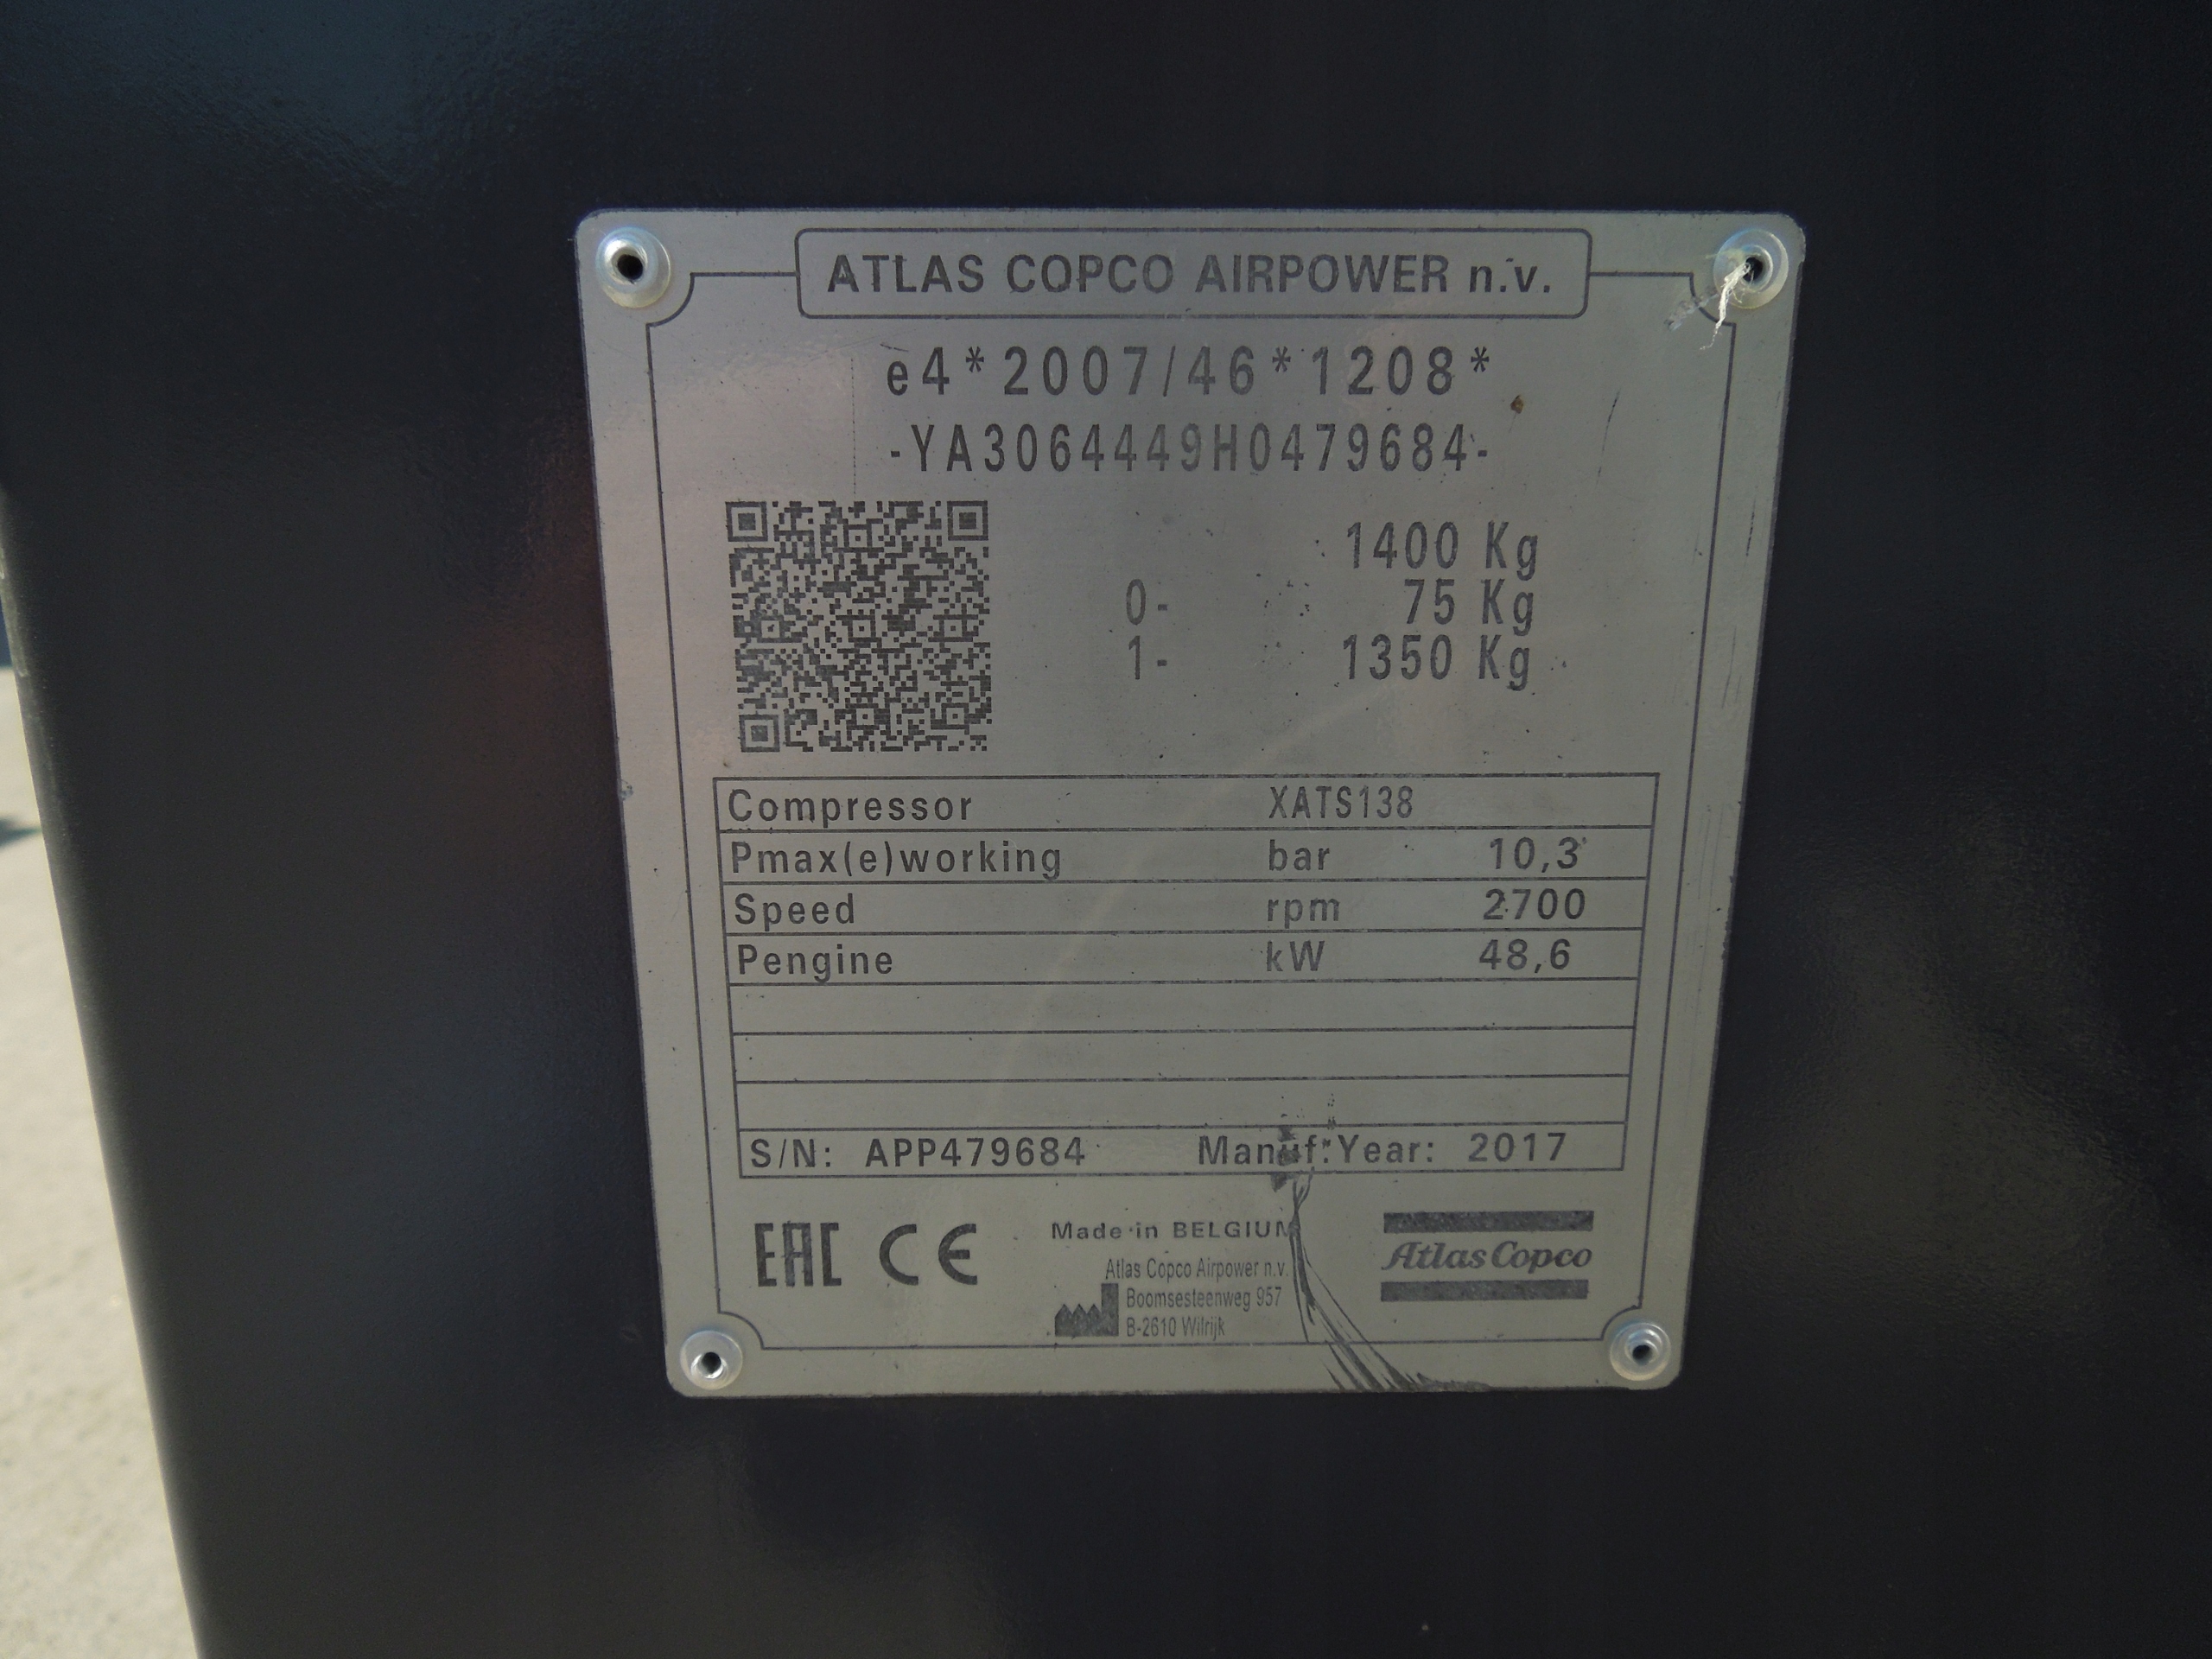 ATLAS COPCO AIRPOWER n.v.
e4*2007/46*1208*
-YA3064449H0479684-
1400 Kg
0- 75 Kg
1- 1350 Kg
Compressor XATS138
Pmax(e)working bar 10,3
Speed rpm 2700
Pengine kW 48,6
S/N: APP479684 Manuf.Year: 2017
EAC CE
Made in BELGIUM
Atlas Copco Airpower n.v.
Boomsesteenweg 957
B-2610 Wilrijk
Atlas Copco